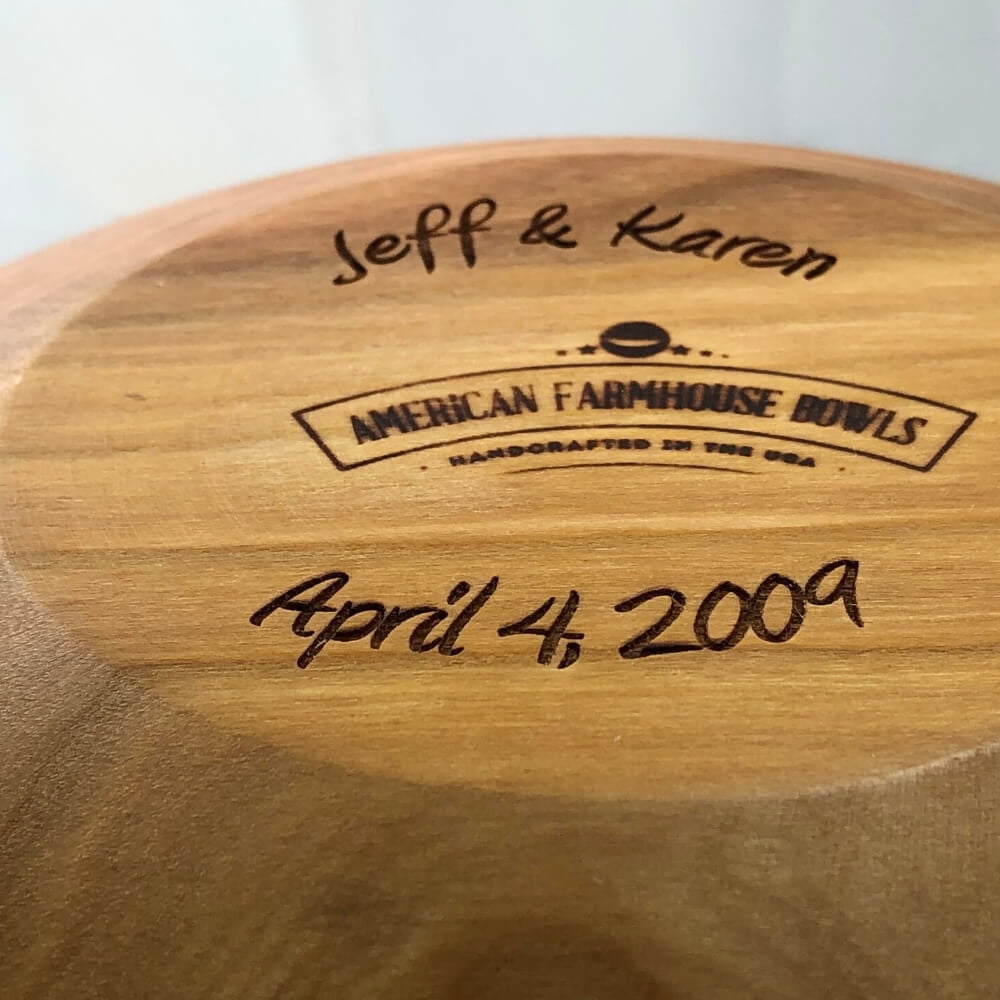 Jeff & Karen
AMERICAN FARMHOUSE BOWLS
HANDCRAFTED IN THE USA
April 4, 2009